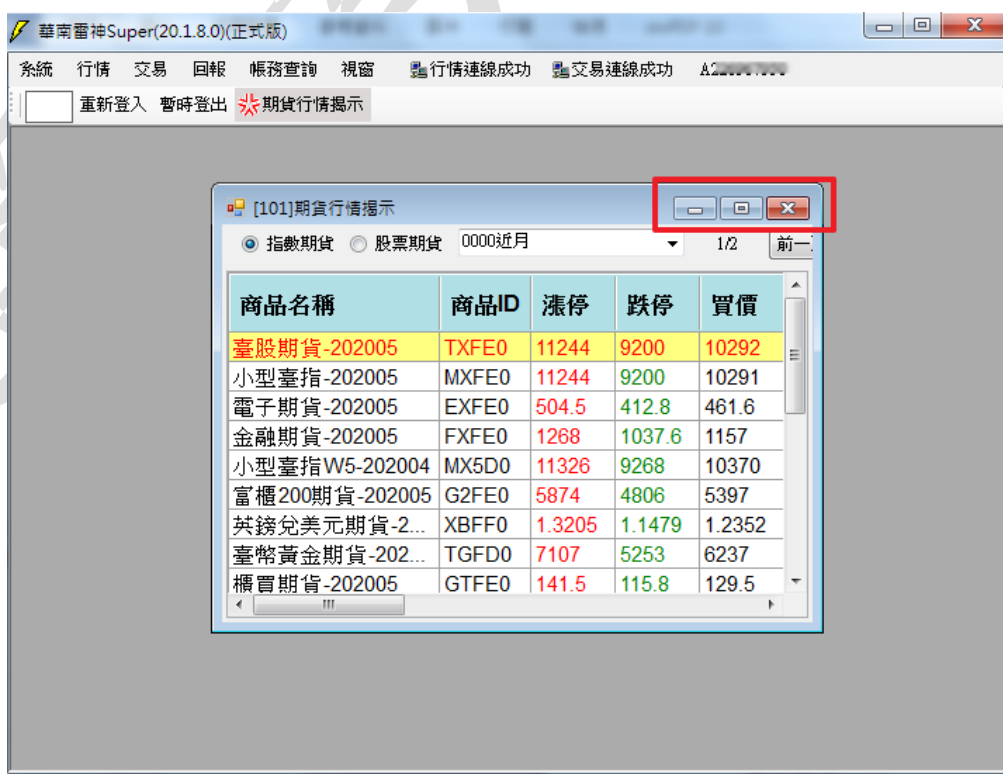 華南雷神Super(20.1.8.0)(正式版)
系統 行情 交易 回報 帳務查詢 視窗 行情連線成功 交易連線成功
重新登入 暫時登出 期貨行情揭示
[101]期貨行情揭示
指數期貨 股票期貨 0000近月 1/2 前一
商品名稱 商品ID 漲停 跌停 買價
臺股期貨-202005 TXFE0 11244 9200 10292
小型臺指-202005 MXFE0 11244 9200 10291
電子期貨-202005 EXFE0 504.5 412.8 461.6
金融期貨-202005 FXFE0 1268 1037.6 1157
小型臺指W5-202004 MX5D0 11326 9268 10370
富櫃200期貨-202005 G2FE0 5874 4806 5397
英鎊兌美元期貨-2... XBFF0 1.3205 1.1479 1.2352
臺幣黃金期貨-202... TGFD0 7107 5253 6237
櫃買期貨-202005 GTFE0 141.5 115.8 129.5